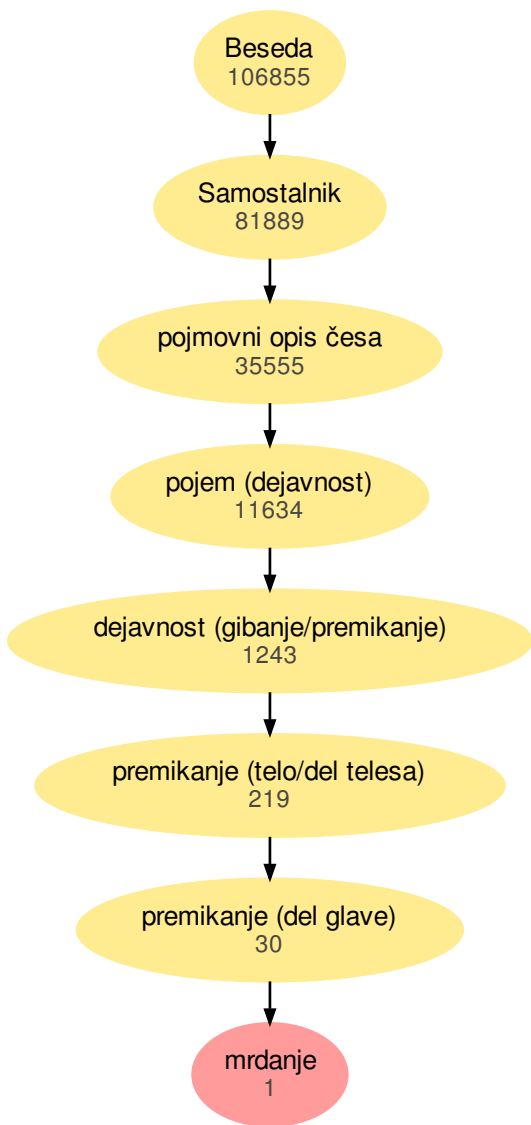 Beseda
106855
Samostalnik
81889
pojmovni opis česa
35555
pojem (dejavnost)
11634
dejavnost (gibanje/premikanje)
1243
premikanje (telo/del telesa)
219
premikanje (del glave)
30
mrdanje
1